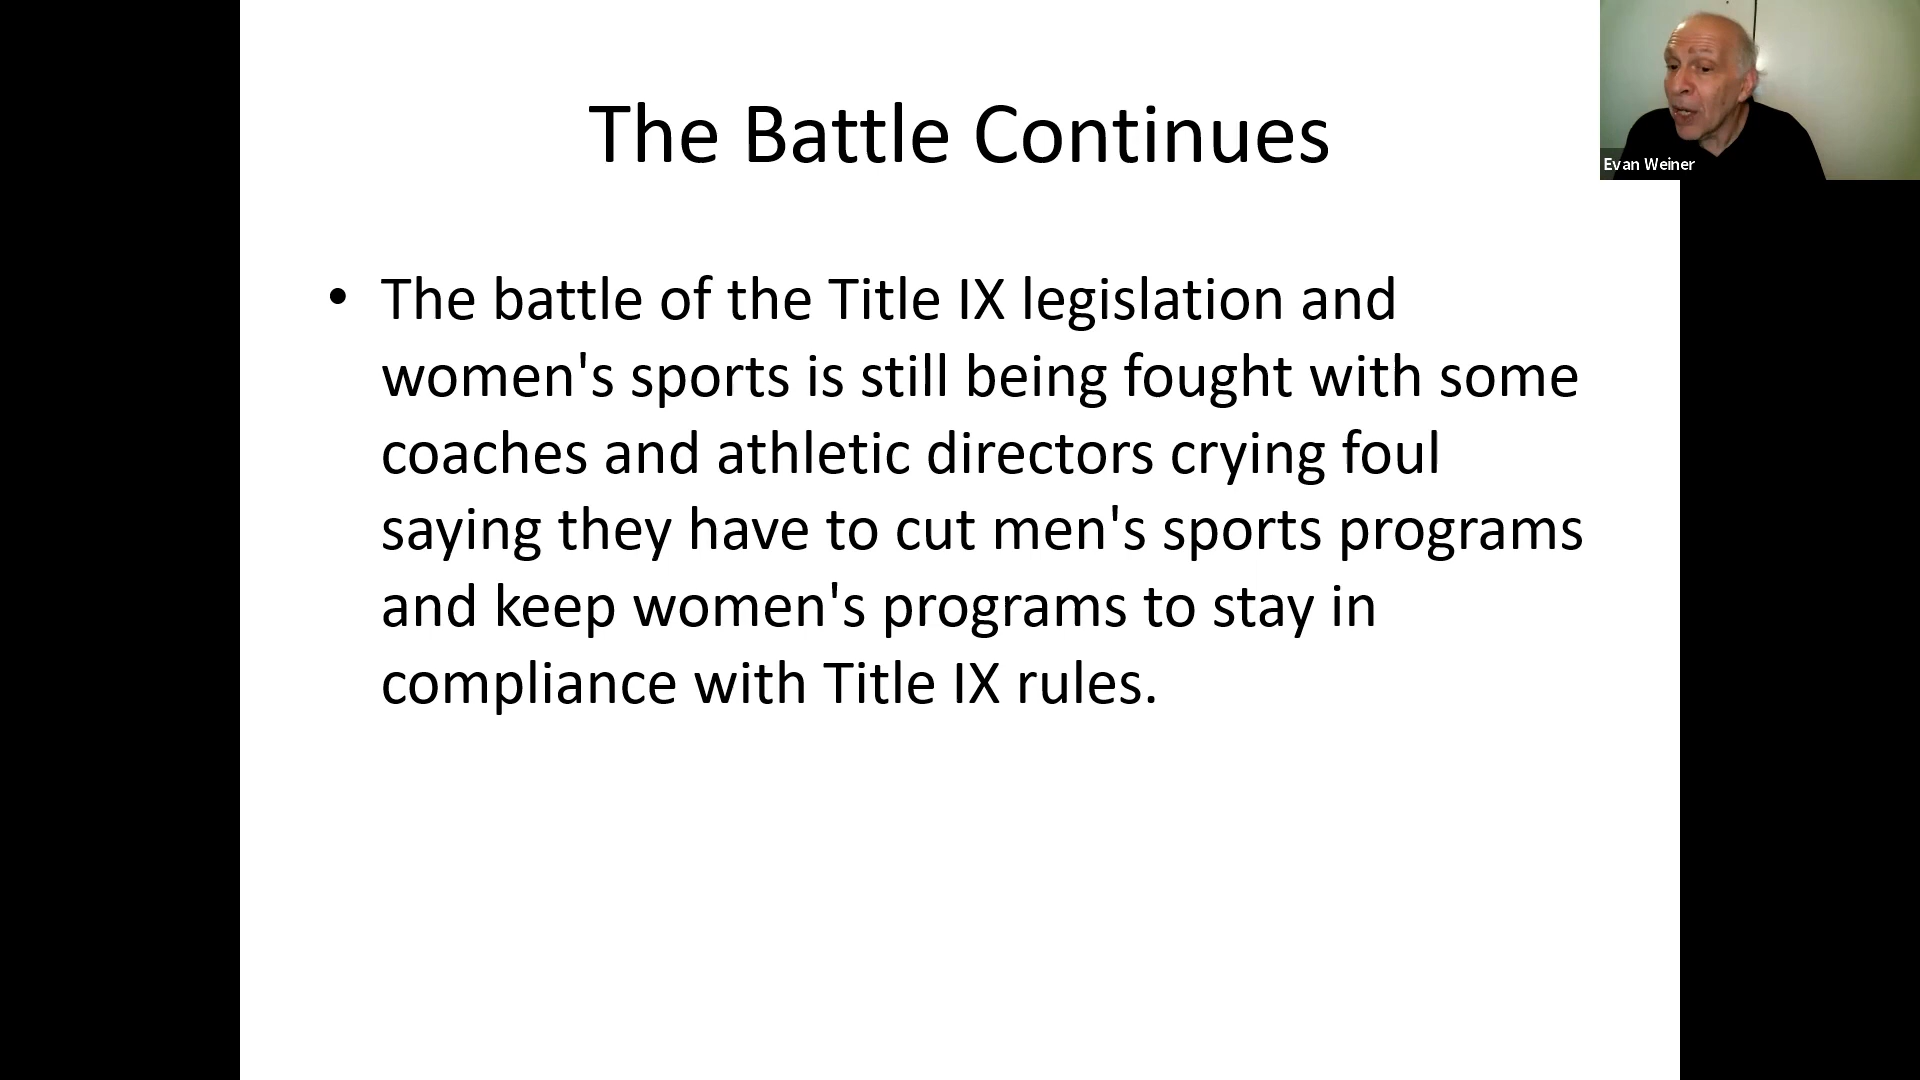 The Battle Continues
Evan Weiner
• The battle of the Title IX legislation and
women's sports is still being fought with some
coaches and athletic directors crying foul
saying they have to cut men's sports programs
and keep women's programs to stay in
compliance with Title IX rules.